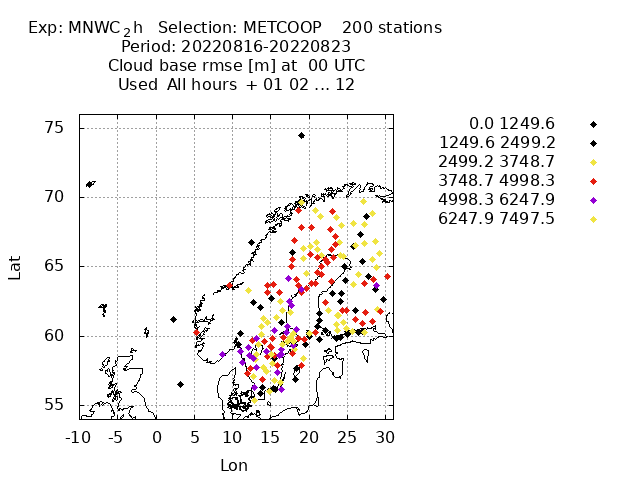 Exp: MNWC₂h Selection: METCOOP 200 stations
Period: 20220816-20220823
Cloud base rmse [m] at 00 UTC
Used All hours + 01 02 ... 12
0.0 1249.6
1249.6 2499.2
2499.2 3748.7
3748.7 4998.3
4998.3 6247.9
6247.9 7497.5
75
70
65
60
55
Lat
-10 -5 0 5 10 15 20 25 30
Lon